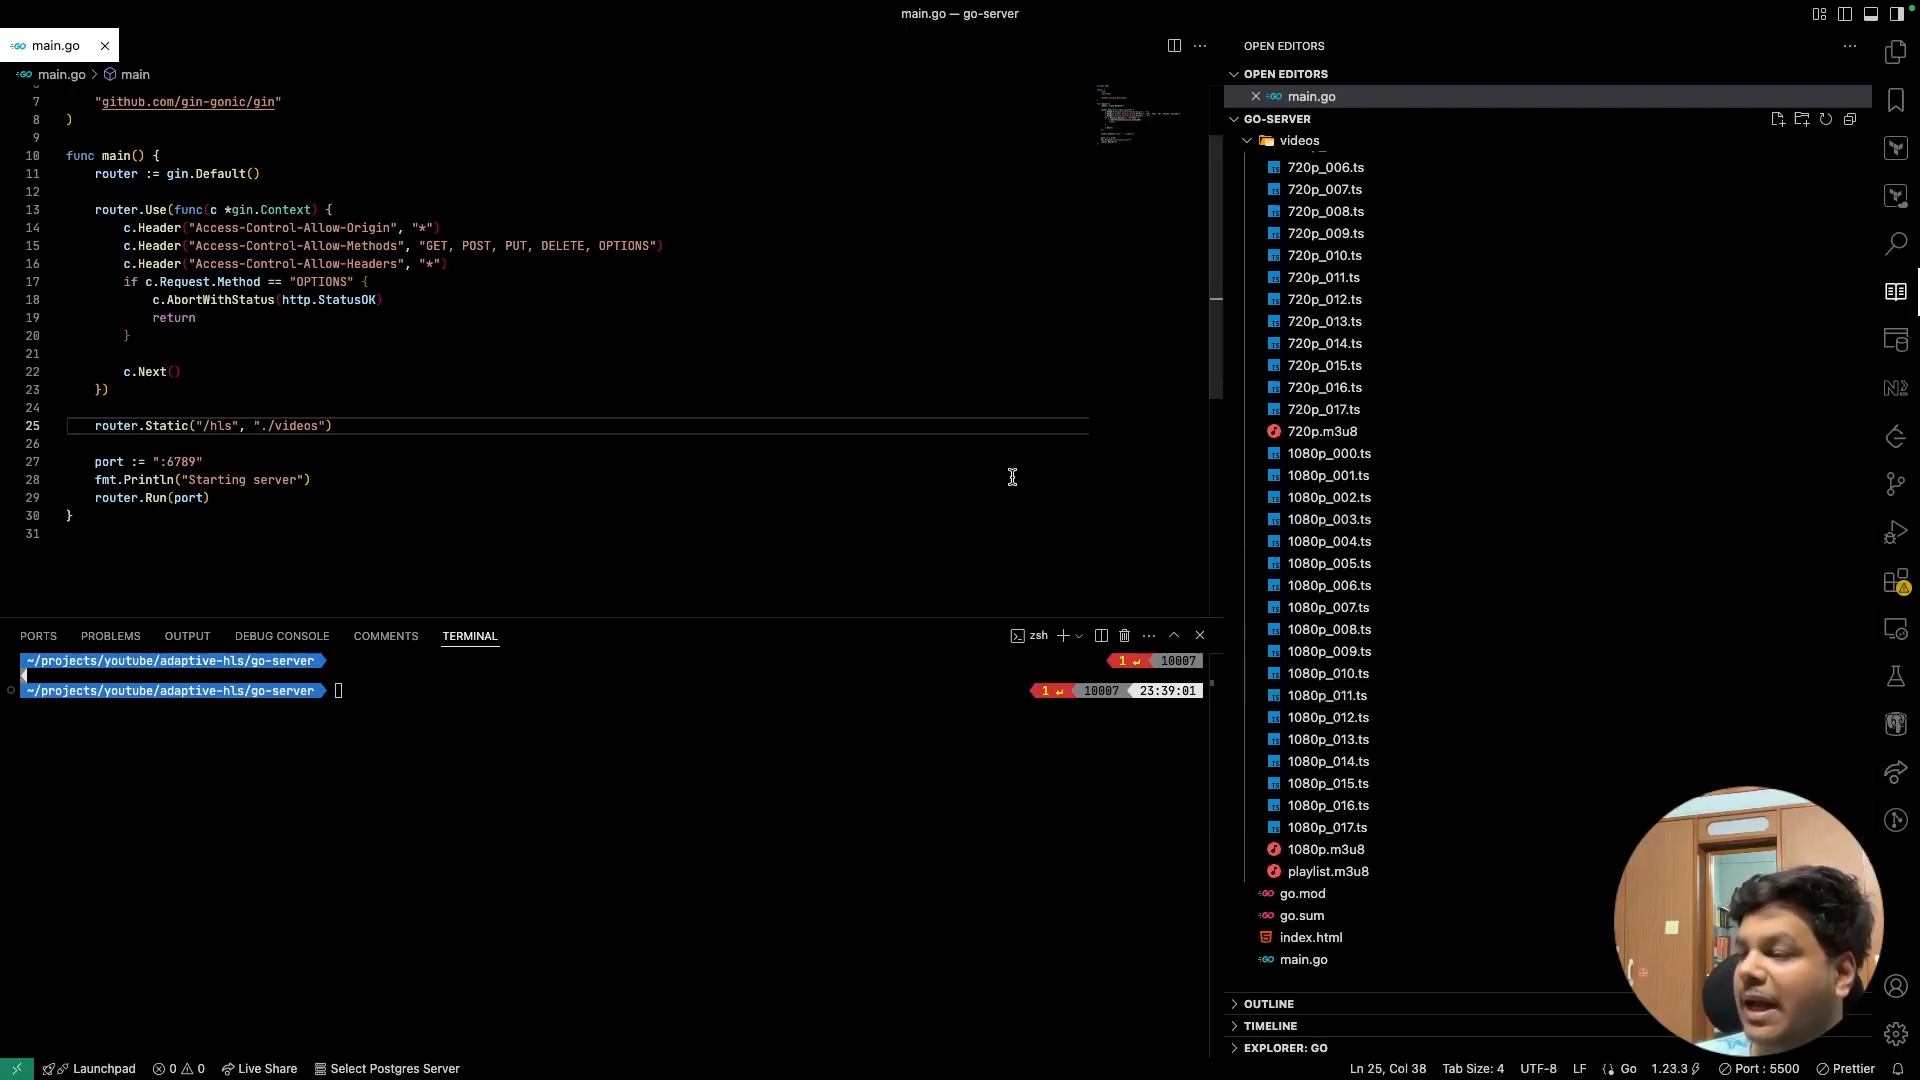 main.go — go-server
main.go
main.go > main
7 "github.com/gin-gonic/gin"
8 )
9
10 func main() {
11 router := gin.Default()
12
13 router.Use(func(c *gin.Context) {
14 c.Header("Access-Control-Allow-Origin", "*")
15 c.Header("Access-Control-Allow-Methods", "GET, POST, PUT, DELETE, OPTIONS")
16 c.Header("Access-Control-Allow-Headers", "*")
17 if c.Request.Method == "OPTIONS" {
18 c.AbortWithStatus(http.StatusOK)
19 return
20 }
21
22 c.Next()
23 })
24
25 router.Static("/hls", "./videos")
26
27 port := ":6789"
28 fmt.Println("Starting server")
29 router.Run(port)
30 }
31
PORTS PROBLEMS OUTPUT DEBUG CONSOLE COMMENTS TERMINAL
zsh
~/projects/youtube/adaptive-hls/go-server 1 ↵ 10007
~/projects/youtube/adaptive-hls/go-server 1 ↵ 10007 23:39:01
OPEN EDITORS
OPEN EDITORS
main.go
GO-SERVER
videos
720p_006.ts
720p_007.ts
720p_008.ts
720p_009.ts
720p_010.ts
720p_011.ts
720p_012.ts
720p_013.ts
720p_014.ts
720p_015.ts
720p_016.ts
720p_017.ts
720p.m3u8
1080p_000.ts
1080p_001.ts
1080p_002.ts
1080p_003.ts
1080p_004.ts
1080p_005.ts
1080p_006.ts
1080p_007.ts
1080p_008.ts
1080p_009.ts
1080p_010.ts
1080p_011.ts
1080p_012.ts
1080p_013.ts
1080p_014.ts
1080p_015.ts
1080p_016.ts
1080p_017.ts
1080p.m3u8
playlist.m3u8
go.mod
go.sum
index.html
main.go
OUTLINE
TIMELINE
EXPLORER: GO
Launchpad 0 0 Live Share Select Postgres Server Ln 25, Col 38 Tab Size: 4 UTF-8 LF Go 1.23.3 Port : 5500 Prettier